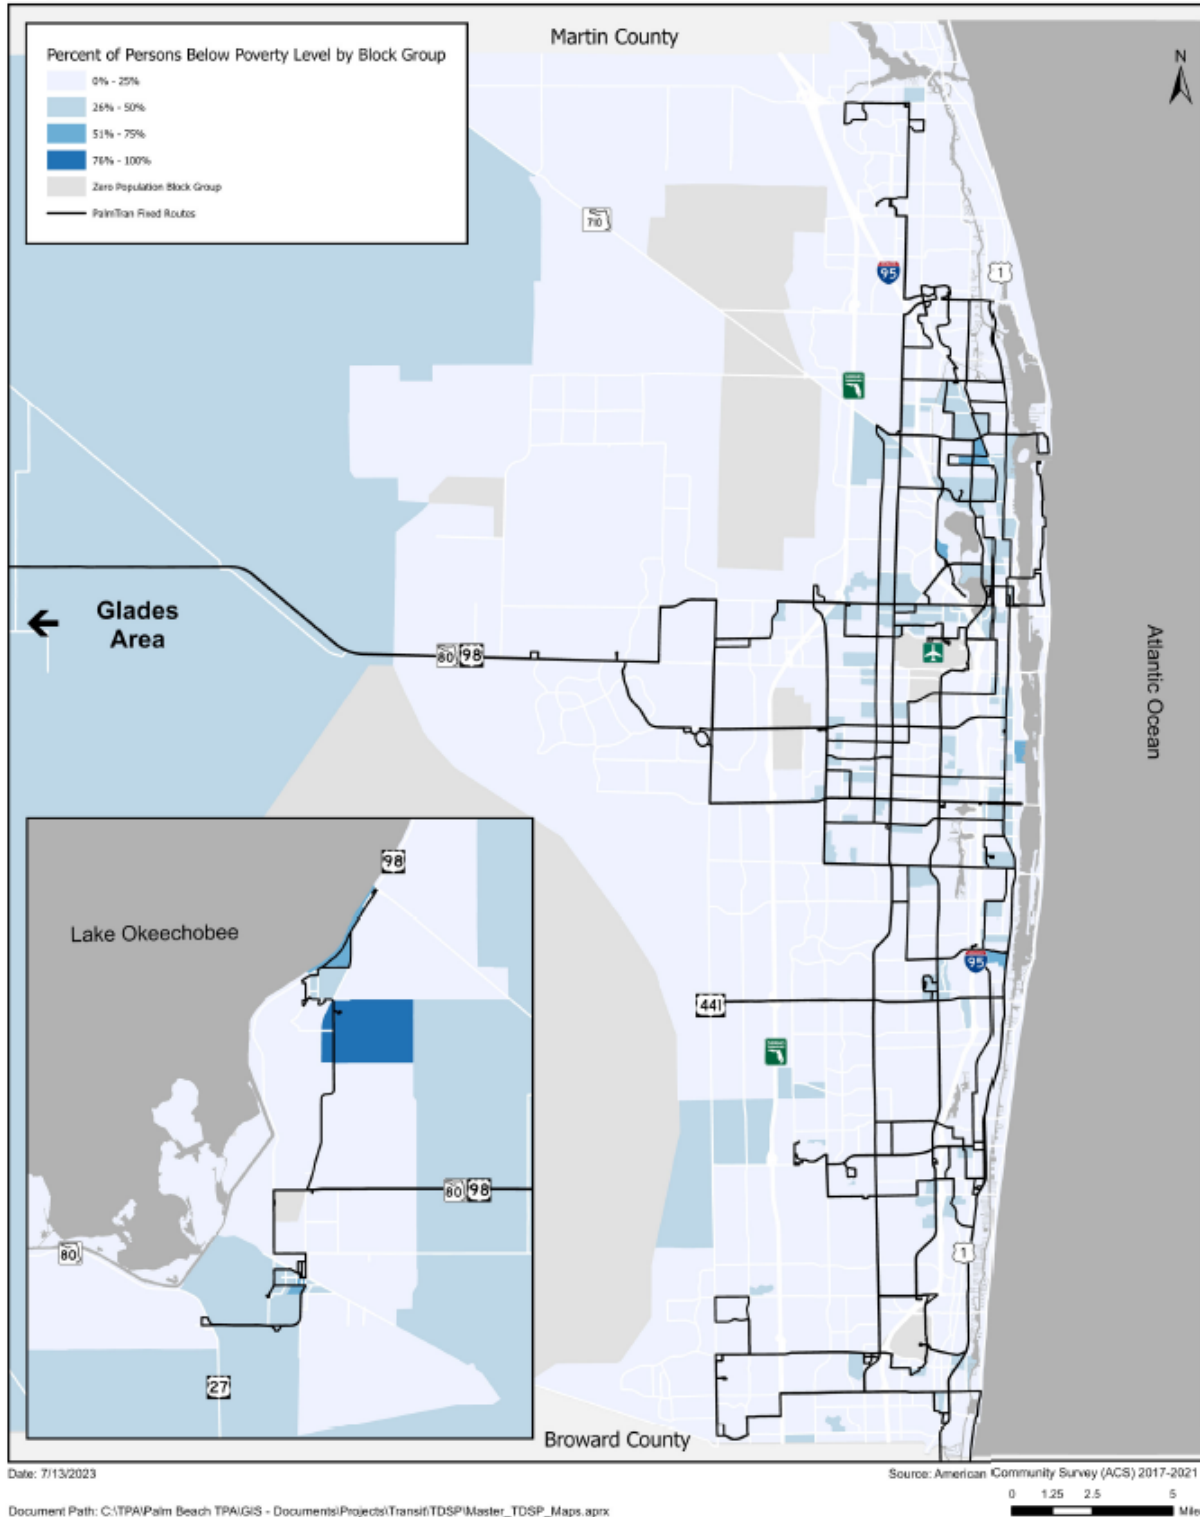 Martin County
Percent of Persons Below Poverty Level by Block Group
0% - 25%
26% - 50%
51% - 75%
76% - 100%
Zero Population Block Group
PalmTran Fixed Routes
N
710
95
1
Glades
Area
80 98
Atlantic Ocean
98
Lake Okeechobee
95
441
80 98
80
1
27
Broward County
Date: 7/13/2023
Source: American Community Survey (ACS) 2017-2021
0 1.25 2.5 5
Document Path: C:\TPA\Palm Beach TPA\GIS - Documents\Projects\Transit\TDSP\Master_TDSP_Maps.aprx
Mile